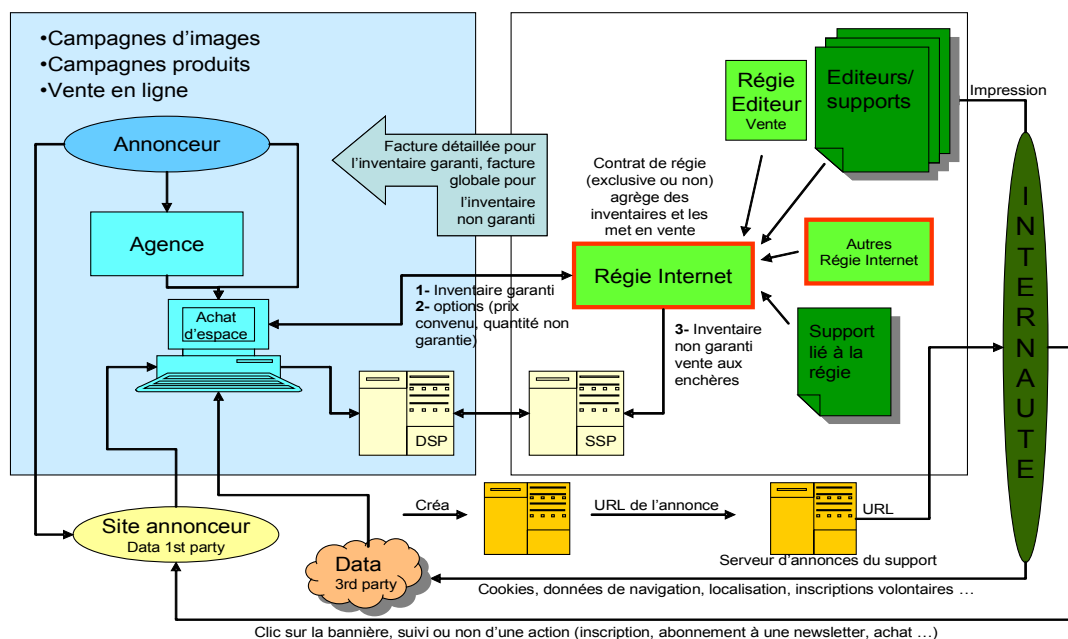 •Campagnes d'images
•Campagnes produits
•Vente en ligne
Annonceur
Agence
Achat
d'espace
Facture détaillée pour
l'inventaire garanti, facture
globale pour
l'inventaire
non garanti
Régie
Editeur
Vente
Editeurs/
supports
Impression
Contrat de régie
(exclusive ou non)
agrège des
inventaires et les
met en vente
Régie Internet
Autres
Régie Internet
1- Inventaire garanti
2- options (prix
convenu, quantité non
garantie)
3- Inventaire
non garanti
vente aux
enchères
Support
lié à la
régie
INTERNAUTE
DSP
SSP
Site annonceur
Data 1st party
Data
3rd party
Créa
URL de l'annonce
URL
Serveur d'annonces du support
Cookies, données de navigation, localisation, inscriptions volontaires …
Clic sur la bannière, suivi ou non d'une action (inscription, abonnement à une newsletter, achat …)